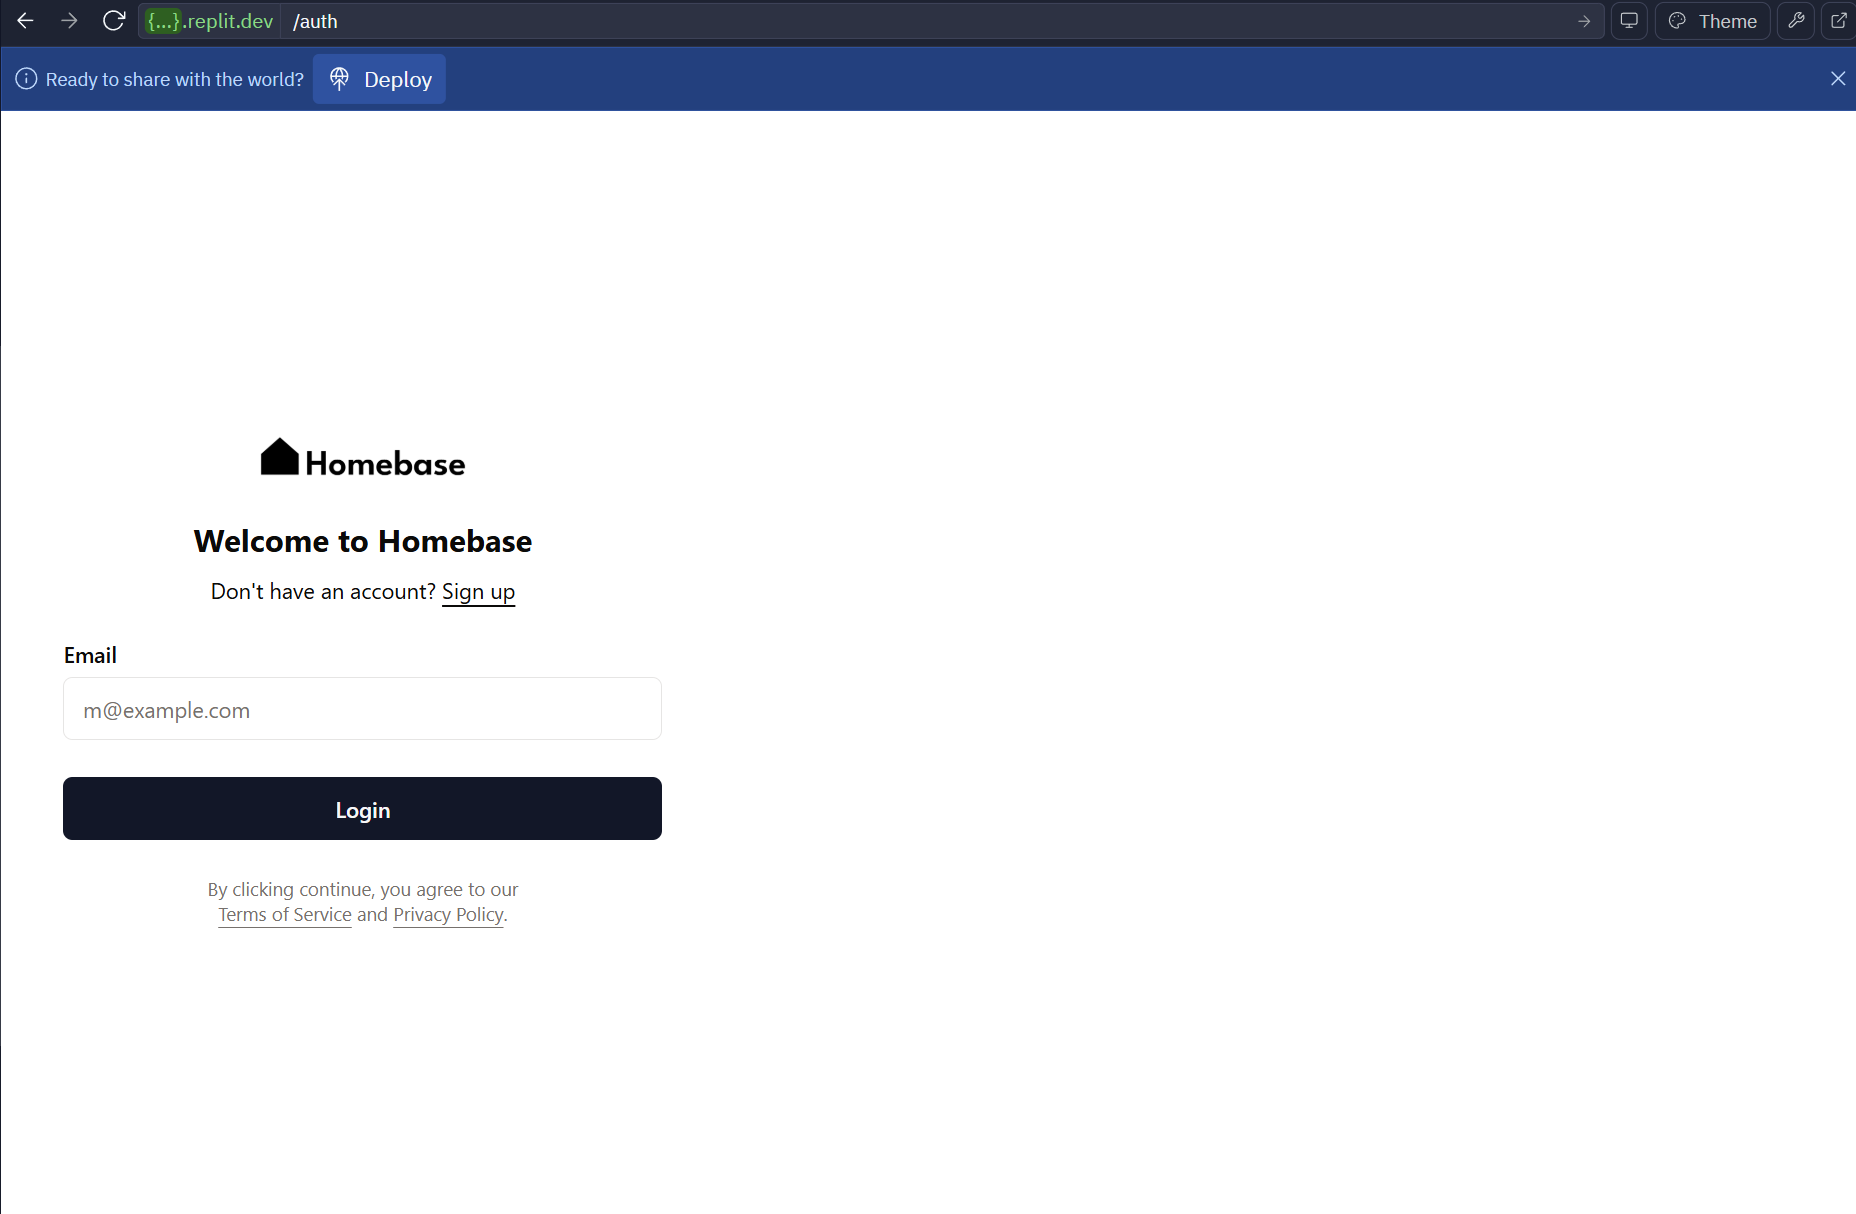 {...}.replit.dev /auth Theme
Ready to share with the world? Deploy
Homebase
Welcome to Homebase
Don't have an account? Sign up
Email
m@example.com
Login
By clicking continue, you agree to our
Terms of Service and Privacy Policy.